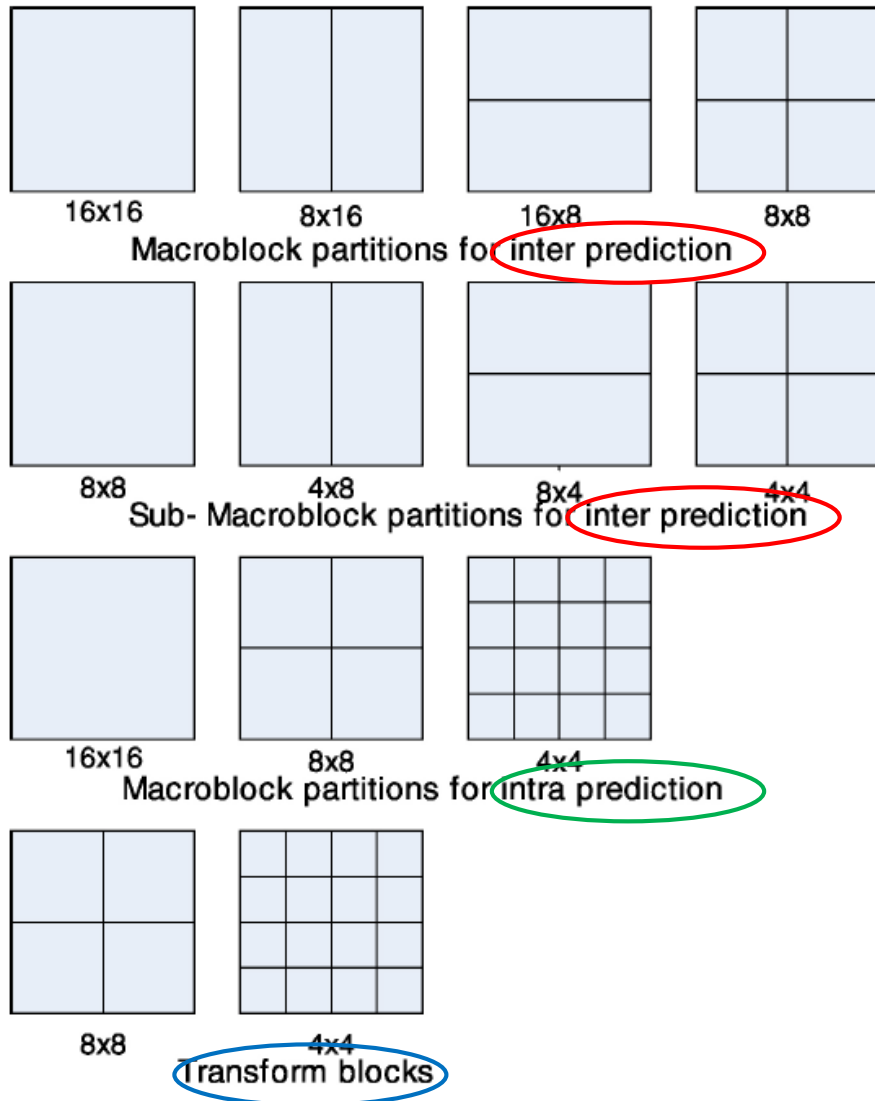 16x16 8x16 16x8 8x8
Macroblock partitions for inter prediction
8x8 4x8 8x4 4x4
Sub- Macroblock partitions for inter prediction
16x16 8x8 4x4
Macroblock partitions for intra prediction
8x8 4x4
Transform blocks